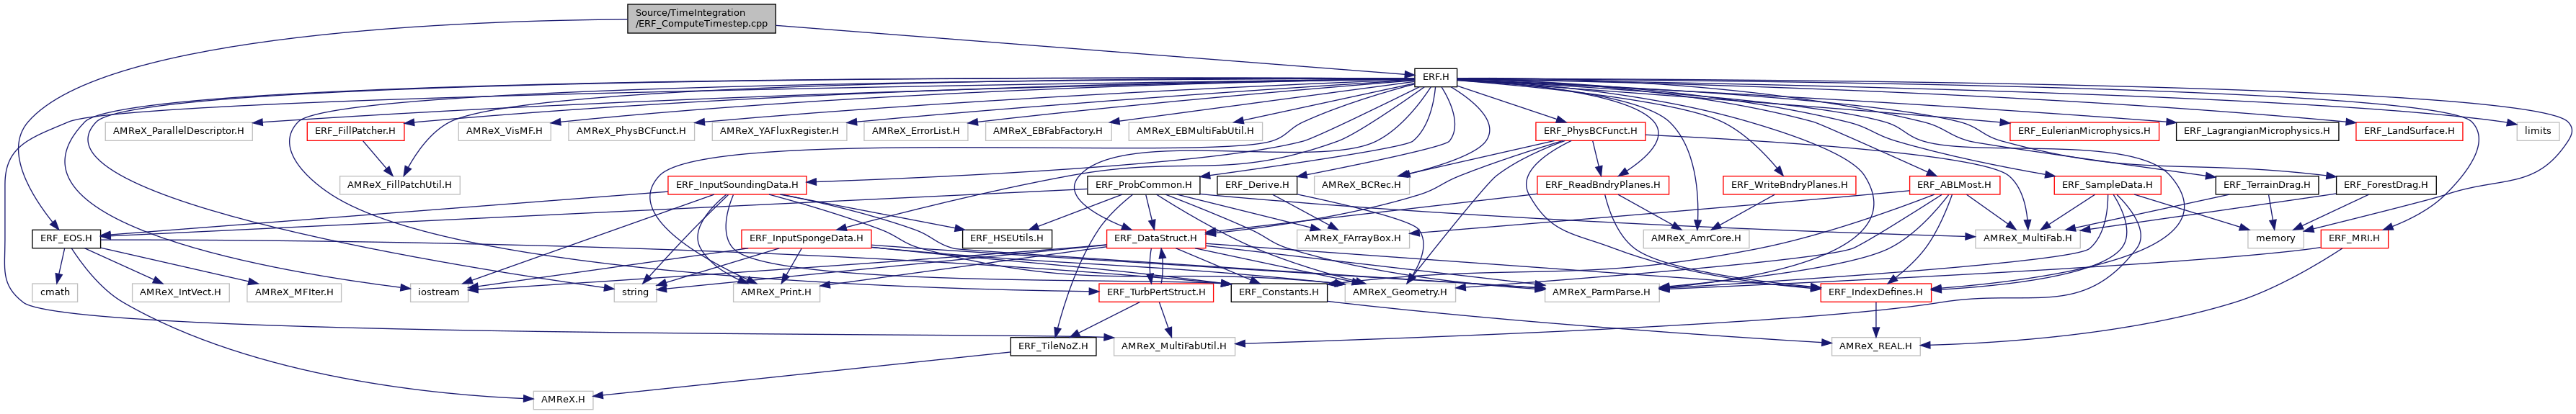 Source/TimeIntegration
/ERF_ComputeTimestep.cpp
ERF.H
AMReX_ParallelDescriptor.H
ERF_FillPatcher.H
AMReX_VisMF.H
AMReX_PhysBCFunct.H
AMReX_YAFluxRegister.H
AMReX_ErrorList.H
AMReX_EBFabFactory.H
AMReX_EBMultiFabUtil.H
ERF_PhysBCFunct.H
ERF_EulerianMicrophysics.H
ERF_LagrangianMicrophysics.H
ERF_LandSurface.H
limits
AMReX_FillPatchUtil.H
ERF_InputSoundingData.H
ERF_ProbCommon.H
ERF_Derive.H
AMReX_BCRec.H
ERF_ReadBndryPlanes.H
ERF_WriteBndryPlanes.H
ERF_ABLMost.H
ERF_SampleData.H
ERF_TerrainDrag.H
ERF_ForestDrag.H
ERF_EOS.H
ERF_InputSpongeData.H
ERF_HSEUtils.H
ERF_DataStruct.H
AMReX_FArrayBox.H
AMReX_AmrCore.H
AMReX_MultiFab.H
memory
ERF_MRI.H
cmath
AMReX_IntVect.H
AMReX_MFIter.H
iostream
string
AMReX_Print.H
ERF_TurbPertStruct.H
ERF_Constants.H
AMReX_Geometry.H
AMReX_ParmParse.H
ERF_IndexDefines.H
ERF_TileNoZ.H
AMReX_MultiFabUtil.H
AMReX_REAL.H
AMReX.H